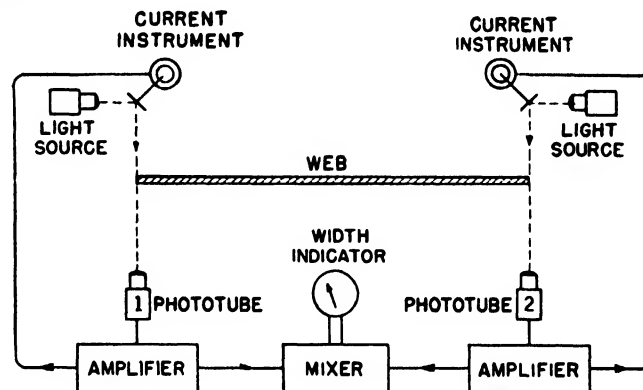 CURRENT
INSTRUMENT
CURRENT
INSTRUMENT
LIGHT
SOURCE
LIGHT
SOURCE
WEB
WIDTH
INDICATOR
1 PHOTOTUBE
PHOTOTUBE 2
AMPLIFIER
MIXER
AMPLIFIER